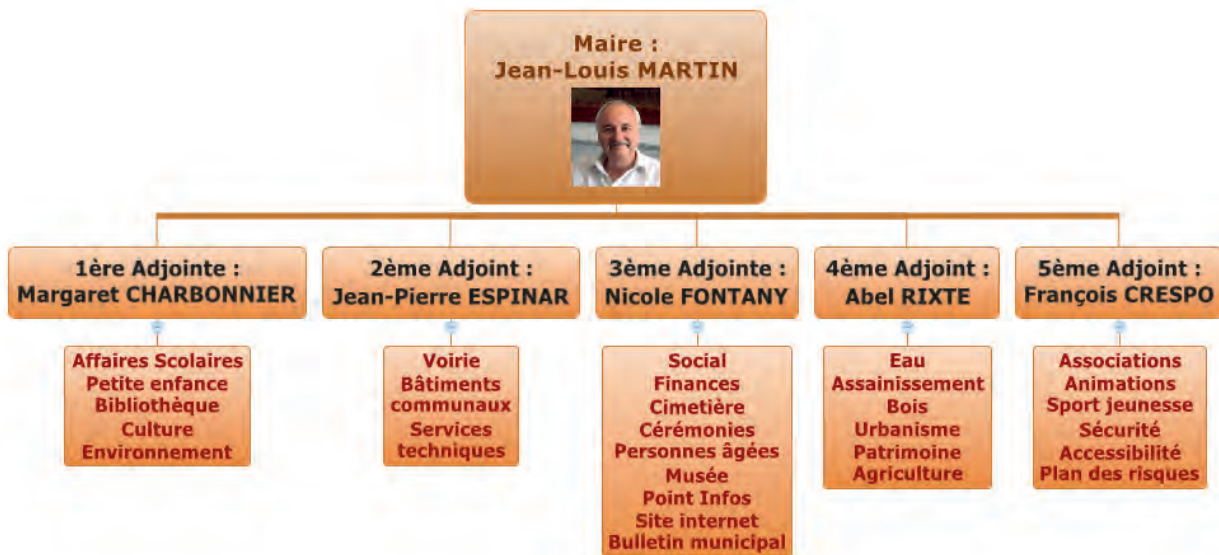 Maire :
Jean-Louis MARTIN
1ère Adjointe :
Margaret CHARBONNIER
2ème Adjoint :
Jean-Pierre ESPINAR
3ème Adjointe :
Nicole FONTANY
4ème Adjoint :
Abel RIXTE
5ème Adjoint :
François CRESPO
Affaires Scolaires
Petite enfance
Bibliothèque
Culture
Environnement
Voirie
Bâtiments
communaux
Services
techniques
Social
Finances
Cimetière
Cérémonies
Personnes âgées
Musée
Point Infos
Site internet
Bulletin municipal
Eau
Assainissement
Bois
Urbanisme
Patrimoine
Agriculture
Associations
Animations
Sport jeunesse
Sécurité
Accessibilité
Plan des risques